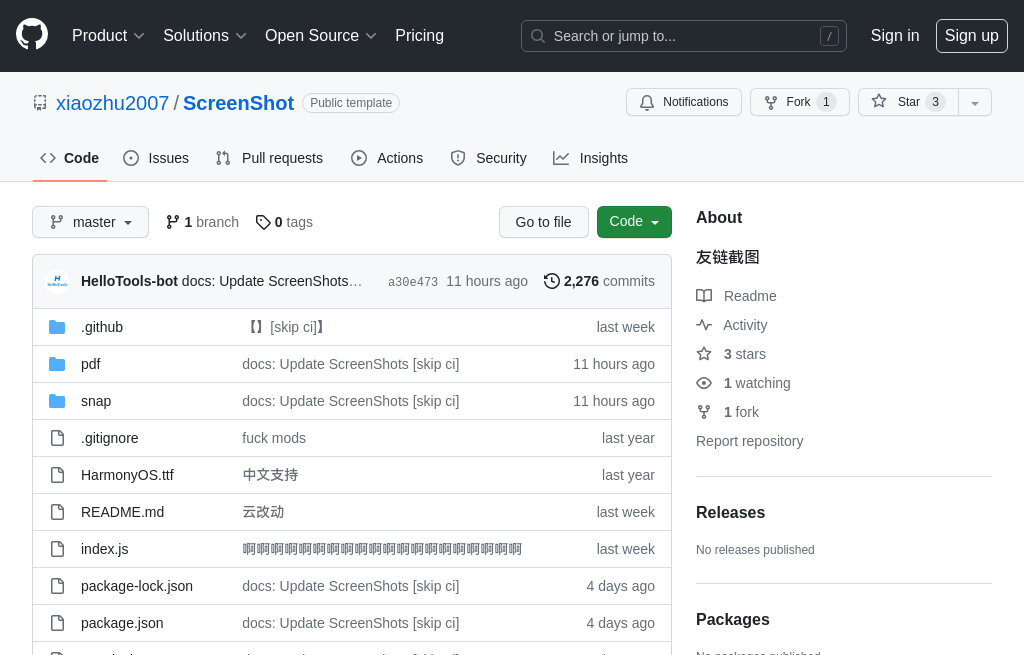 Product Solutions Open Source Pricing Search or jump to... / Sign in Sign up
xiaozhu2007 / ScreenShot Public template Notifications Fork 1 Star 3
Code Issues Pull requests Actions Security Insights
master 1 branch 0 tags Go to file Code
HelloTools-bot docs: Update ScreenShots… a30e473 11 hours ago 2,276 commits
.github 【】[skip ci]】 last week
pdf docs: Update ScreenShots [skip ci] 11 hours ago
snap docs: Update ScreenShots [skip ci] 11 hours ago
.gitignore fuck mods last year
HarmonyOS.ttf 中文支持 last year
README.md 云改动 last week
index.js 啊啊啊啊啊啊啊啊啊啊啊啊啊啊啊啊啊啊啊啊 last week
package-lock.json docs: Update ScreenShots [skip ci] 4 days ago
package.json docs: Update ScreenShots [skip ci] 4 days ago
About
友链截图
Readme
Activity
3 stars
1 watching
1 fork
Report repository
Releases
No releases published
Packages
No packages published